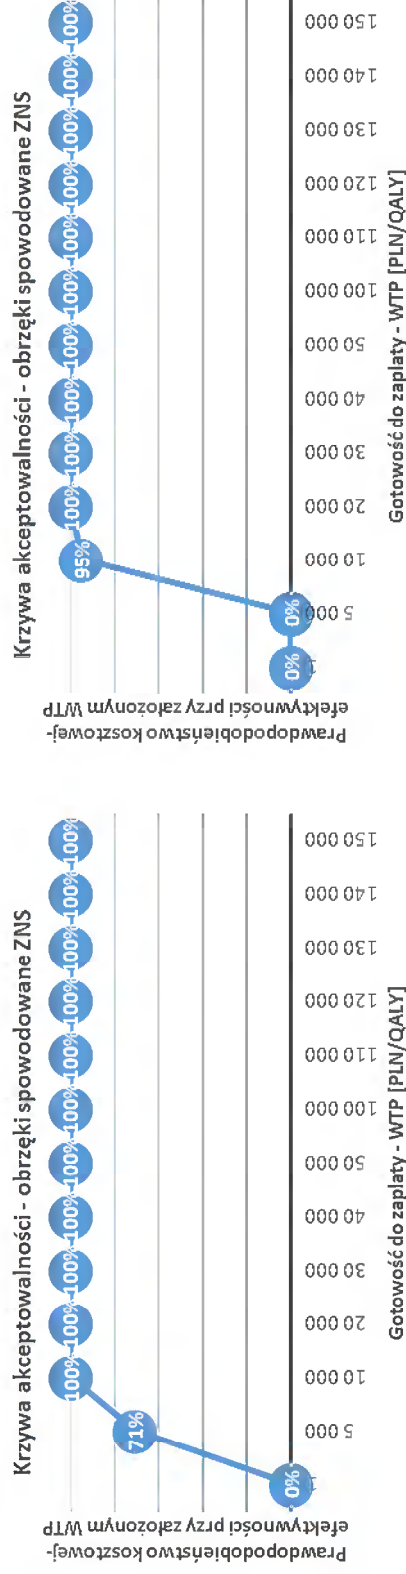 Krzywa akceptowalności - obrzęki spowodowane ZNS
Prawdopodobieństwo kosztowej-
efektywności przy założonym WTP
0% 71% 100% 100% 100% 100% 100% 100% 100% 100% 100% 100% 100%
1 5 000 10 000 20 000 30 000 40 000 50 000 100 000 110 000 120 000 130 000 140 000 150 000
Gotowość do zapłaty - WTP [PLN/QALY]
Krzywa akceptowalności - obrzęki spowodowane ZNS
Prawdopodobieństwo kosztowej-
efektywności przy założonym WTP
0% 0% 95% 100% 100% 100% 100% 100% 100% 100% 100% 100% 100%
1 5 000 10 000 20 000 30 000 40 000 50 000 100 000 110 000 120 000 130 000 140 000 150 000
Gotowość do zapłaty - WTP [PLN/QALY]